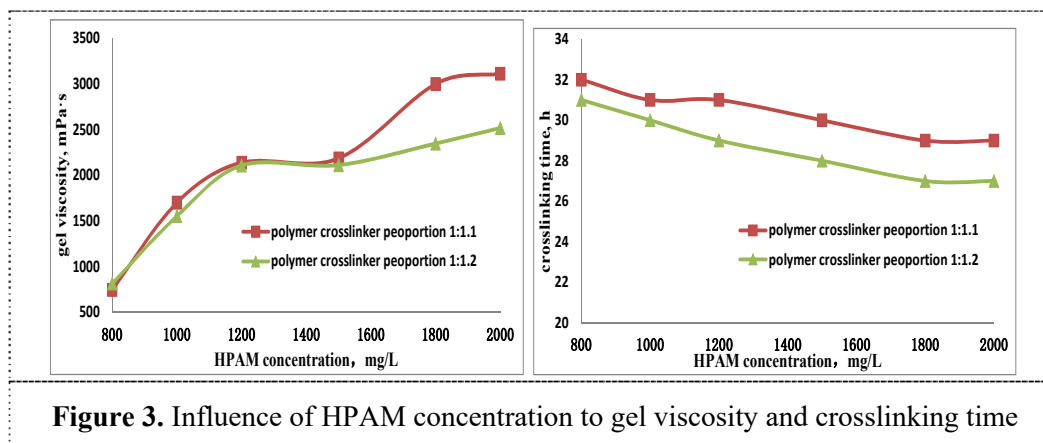 3500
3000
2500
2000
1500
1000
500
gel viscosity, mPa·s
polymer crosslinker peoportion 1:1.1
polymer crosslinker peoportion 1:1.2
800 1000 1200 1400 1600 1800 2000
HPAM concentration, mg/L
34
32
30
28
26
24
22
20
crosslinking time, h
polymer crosslinker peoportion 1:1.1
polymer crosslinker peoportion 1:1.2
800 1000 1200 1400 1600 1800 2000
HPAM concentration, mg/L
Figure 3. Influence of HPAM concentration to gel viscosity and crosslinking time